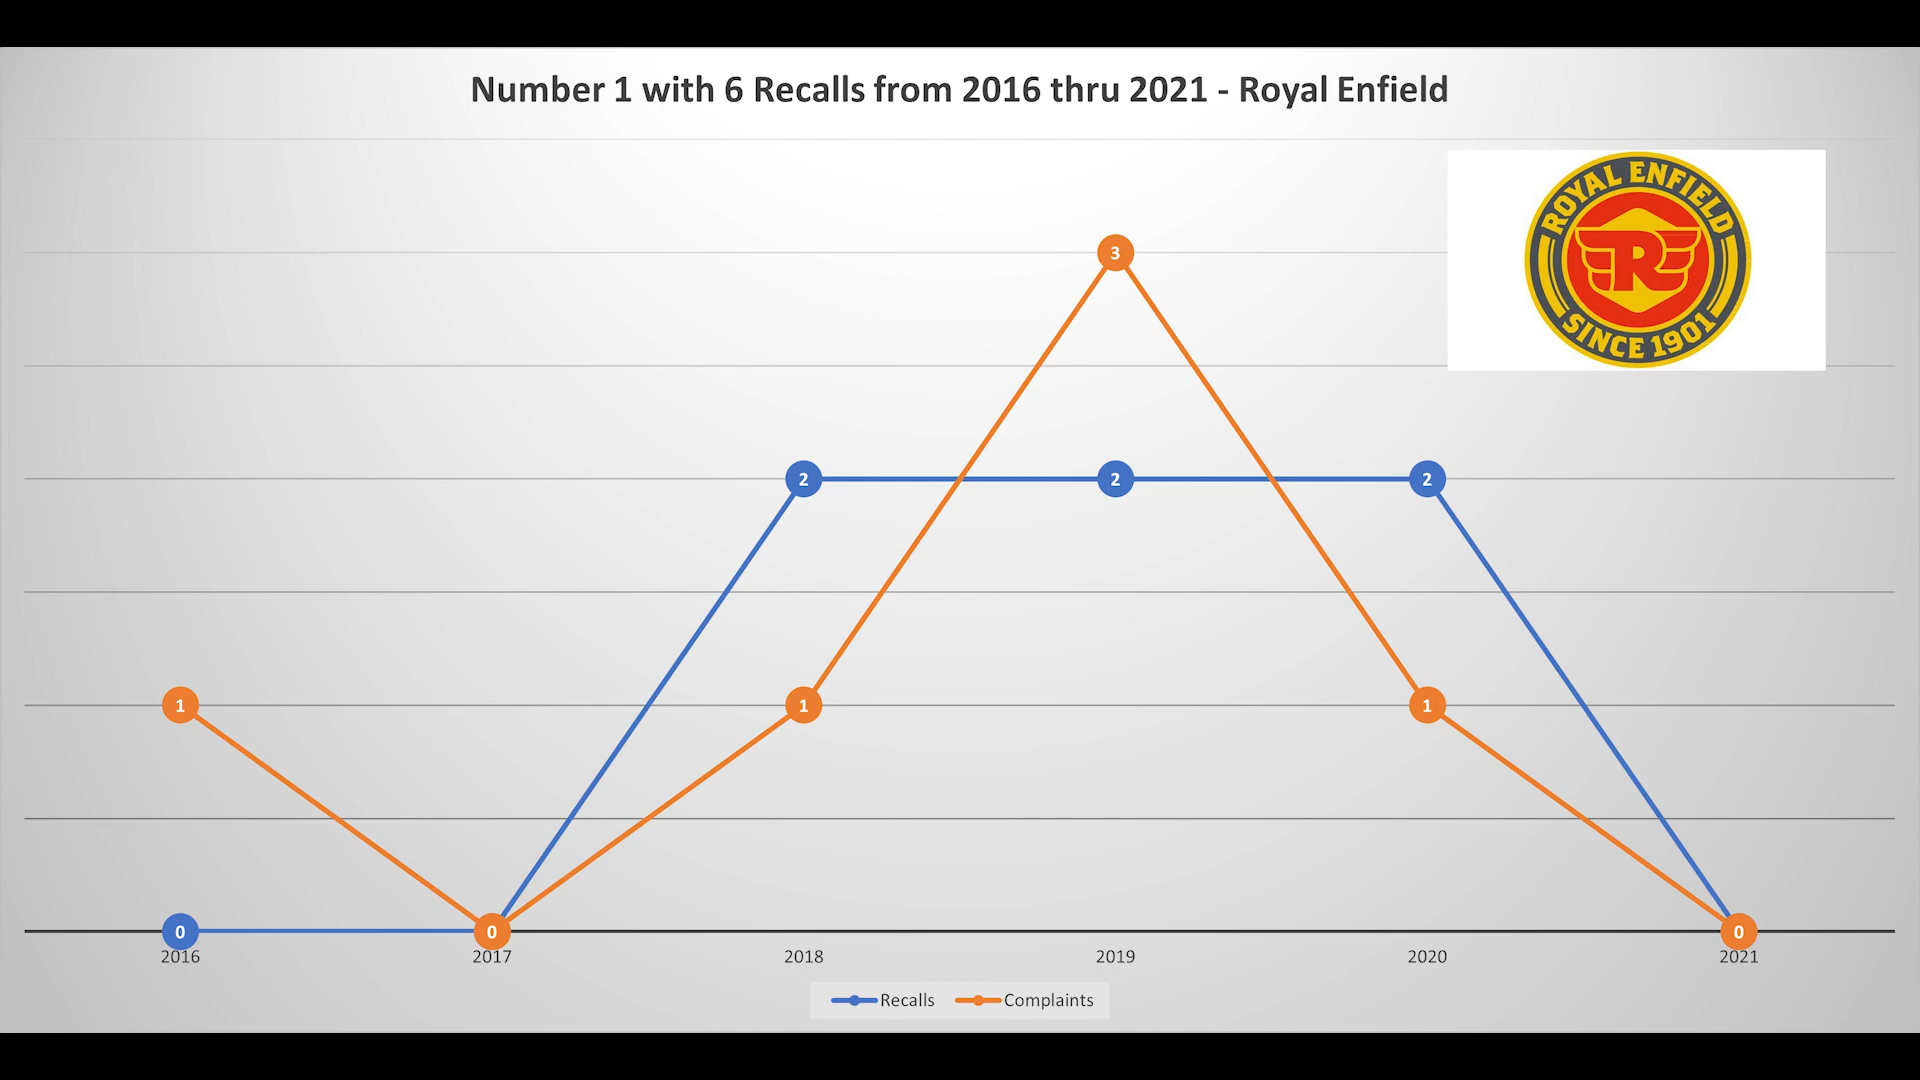 Number 1 with 6 Recalls from 2016 thru 2021 - Royal Enfield
ROYAL ENFIELD
R
SINCE 1901
3
2 2 2
1 1 1
0 0 0
2016 2017 2018 2019 2020 2021
Recalls Complaints